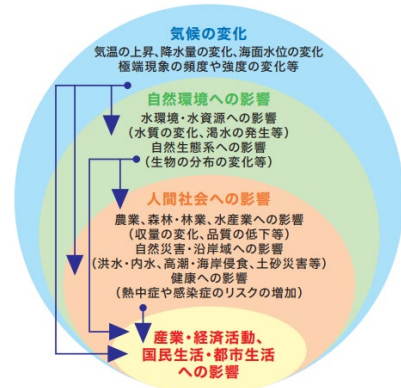 気候の変化
気温の上昇、降水量の変化、海面水位の変化
極端現象の頻度や強度の変化等
自然環境への影響
水環境・水資源への影響
(水質の変化、渇水の発生等)
自然生態系への影響
(生物の分布の変化等)
人間社会への影響
農業、森林・林業、水産業への影響
(収量の変化、品質の低下等)
自然災害・沿岸域への影響
(洪水・内水、高潮・海岸侵食、土砂災害等)
健康への影響
(熱中症や感染症のリスクの増加)
産業・経済活動、
国民生活・都市生活
への影響